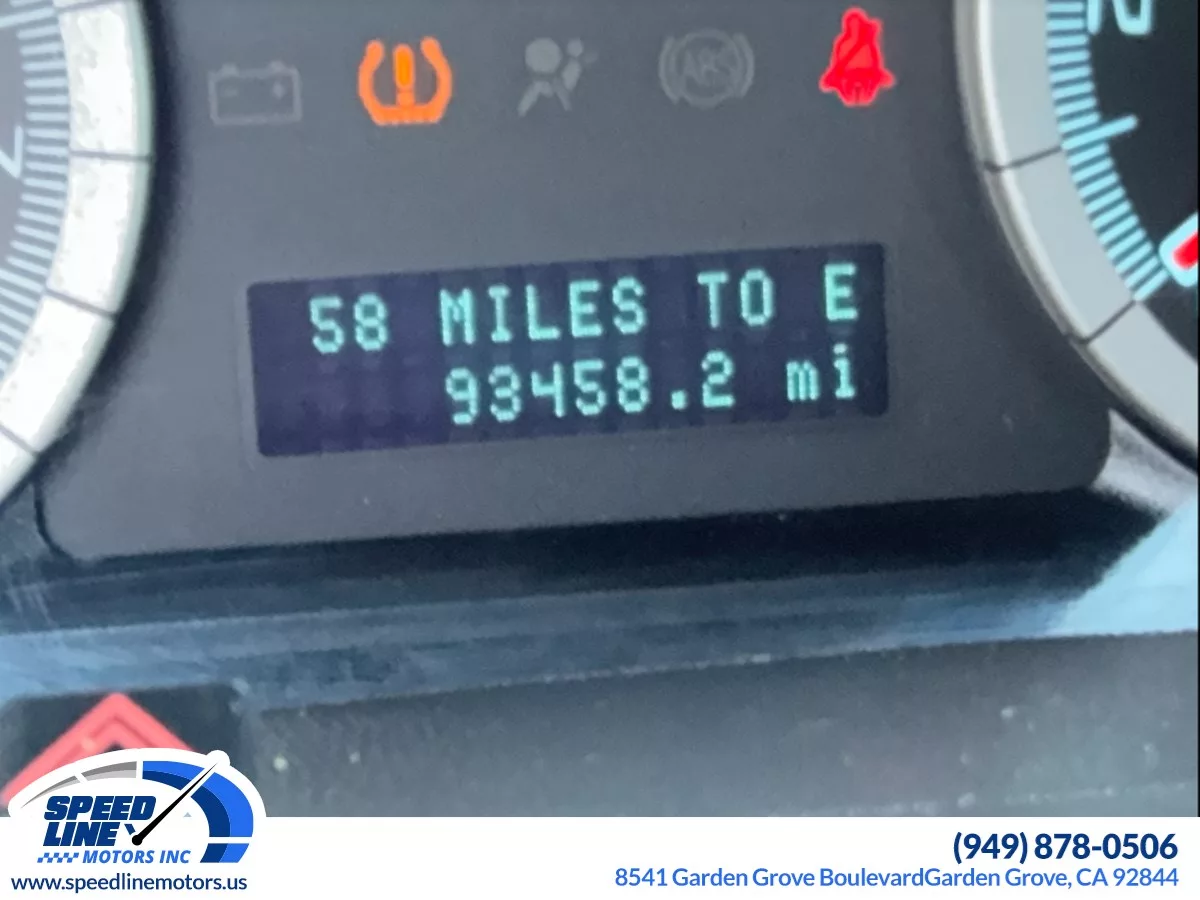 ABS
58 MILES TO E
93458.2 mi
SPEED
LINE
MOTORS INC
www.speedlinemotors.us
(949) 878-0506
8541 Garden Grove BoulevardGarden Grove, CA 92844